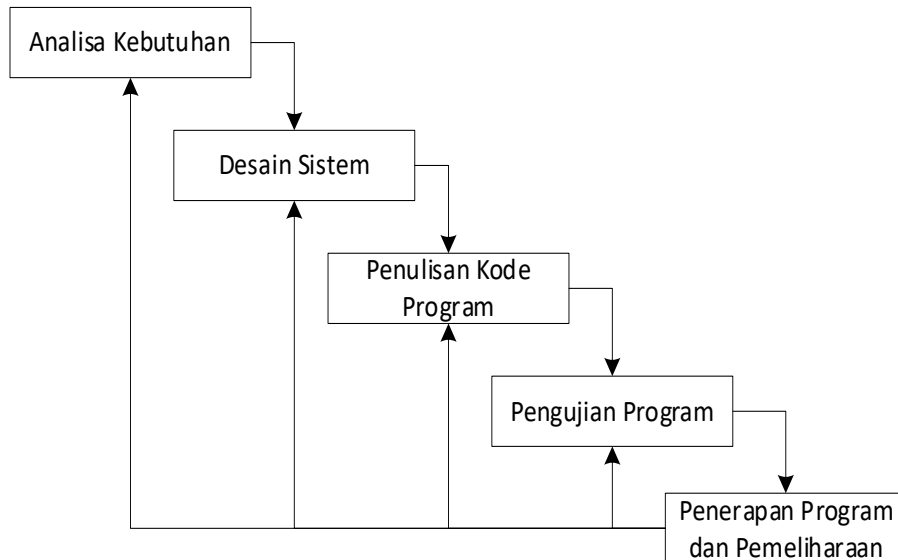 Analisa Kebutuhan
Desain Sistem
Penulisan Kode
Program
Pengujian Program
Penerapan Program
dan Pemeliharaan